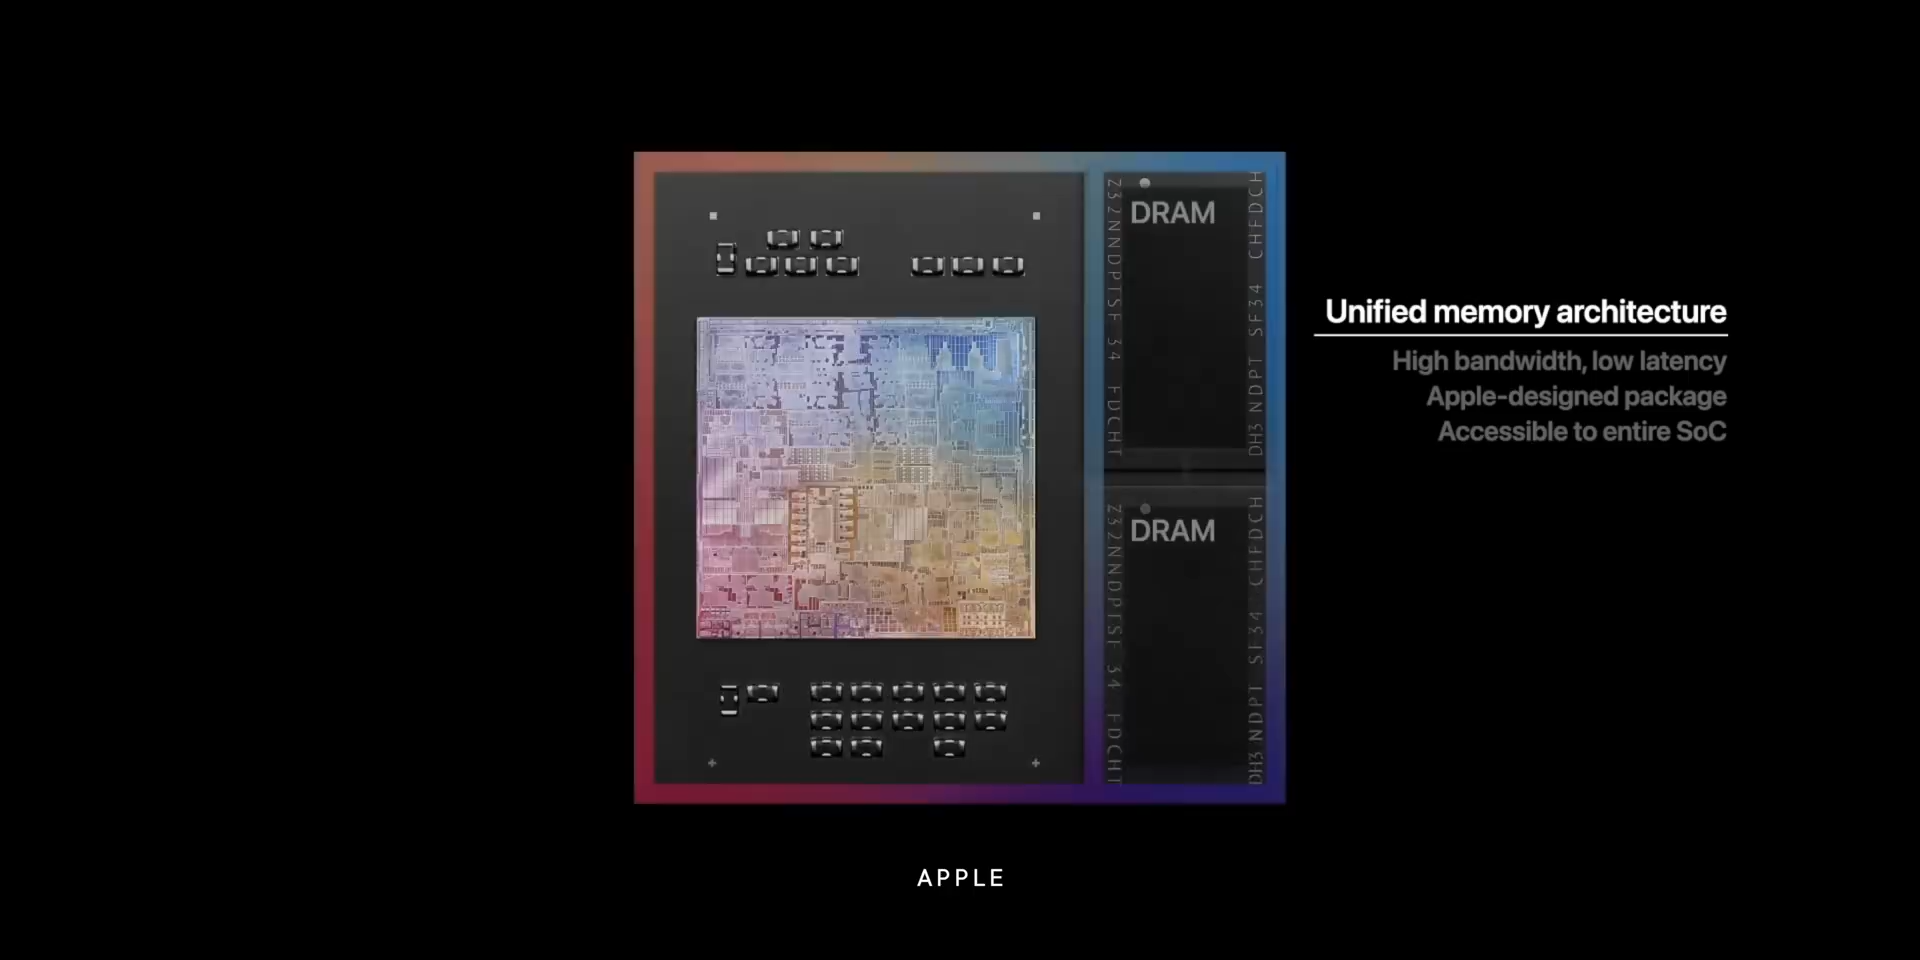 DRAM
DRAM
Unified memory architecture
High bandwidth, low latency
Apple-designed package
Accessible to entire SoC
APPLE